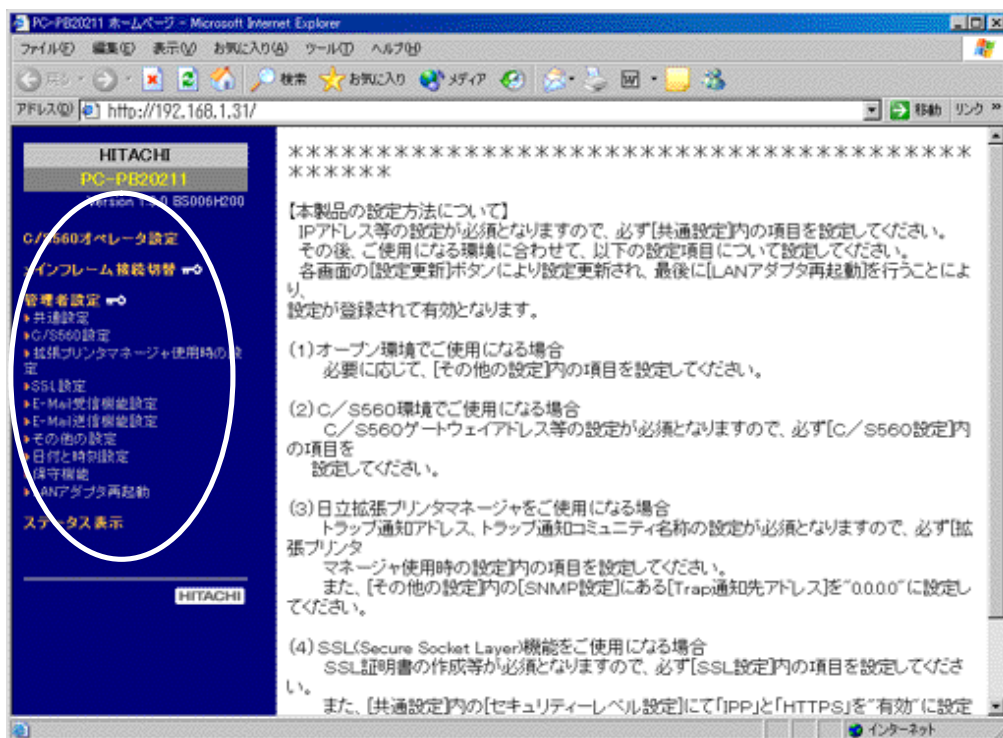 PC-PB20211 ホームページ - Microsoft Internet Explorer
ファイル(F) 編集(E) 表示(V) お気に入り(A) ツール(T) ヘルプ(H)
戻る 検索 お気に入り メディア
アドレス(D) http://192.168.1.31/ 移動 リンク »
HITACHI
PC-PB20211
BS006H200
C/S560オペレータ設定
インフレーム接続切替
管理者設定
共通設定
C/S560設定
拡張プリンタマネージャ使用時の設
定
SSL設定
E-Mail受信機能設定
E-Mail送信機能設定
その他の設定
日付と時刻設定
保守機能
LANアダプタ再起動
ステータス表示
HITACHI
***********************************************
*******
【本製品の設定方法について】
IPアドレス等の設定が必須となりますので、必ず[共通設定]内の項目を設定してください。
その後、ご使用になる環境に合わせて、以下の設定項目について設定してください。
各画面の[設定更新]ボタンにより設定更新され、最後に[LANアダプタ再起動]を行うことによ
り、
設定が登録されて有効となります。
(1)オープン環境でご使用になる場合
必要に応じて、[その他の設定]内の項目を設定してください。
(2)C/S560環境でご使用になる場合
C/S560ゲートウェイアドレス等の設定が必須となりますので、必ず[C/S560設定]内
の項目を
設定してください。
(3)日立拡張プリンタマネージャをご使用になる場合
トラップ通知アドレス、トラップ通知コミュニティ名称の設定が必須となりますので、必ず[拡
張プリンタ
マネージャ使用時の設定]内の項目を設定してください。
また、[その他の設定]内の[SNMP設定]にある[Trap通知先アドレス]を"0.0.0.0"に設定し
てください。
(4)SSL(Secure Socket Layer)機能をご使用になる場合
SSL証明書の作成等が必須となりますので、必ず[SSL設定]内の項目を設定してくださ
い。
また、[共通設定]内の[セキュリティーレベル設定]にて「IPP」と「HTTPS」を"有効"に設定
インターネット